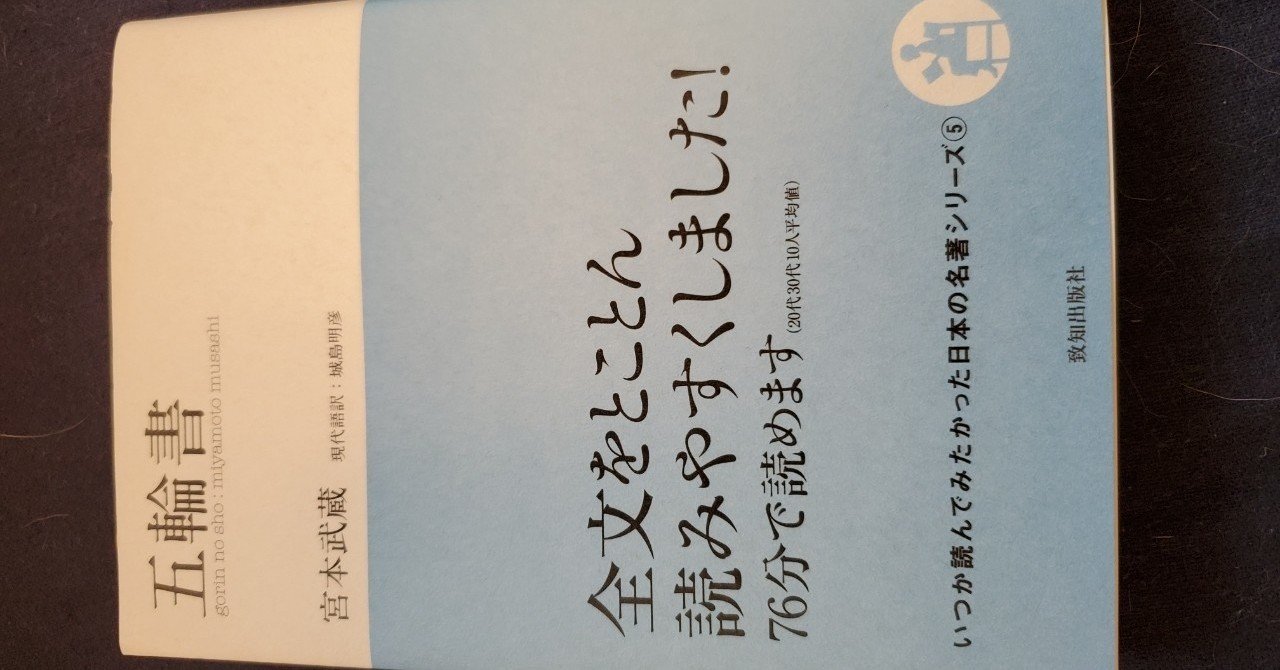 五輪書
gorin no sho : miyamoto musashi
宮本武蔵
現代語訳：城島明彦
全文をとことん
読みやすくしました！
76分で読めます（20代30代10人平均値）
いつか読んでみたかった日本の名著シリーズ⑤
致知出版社